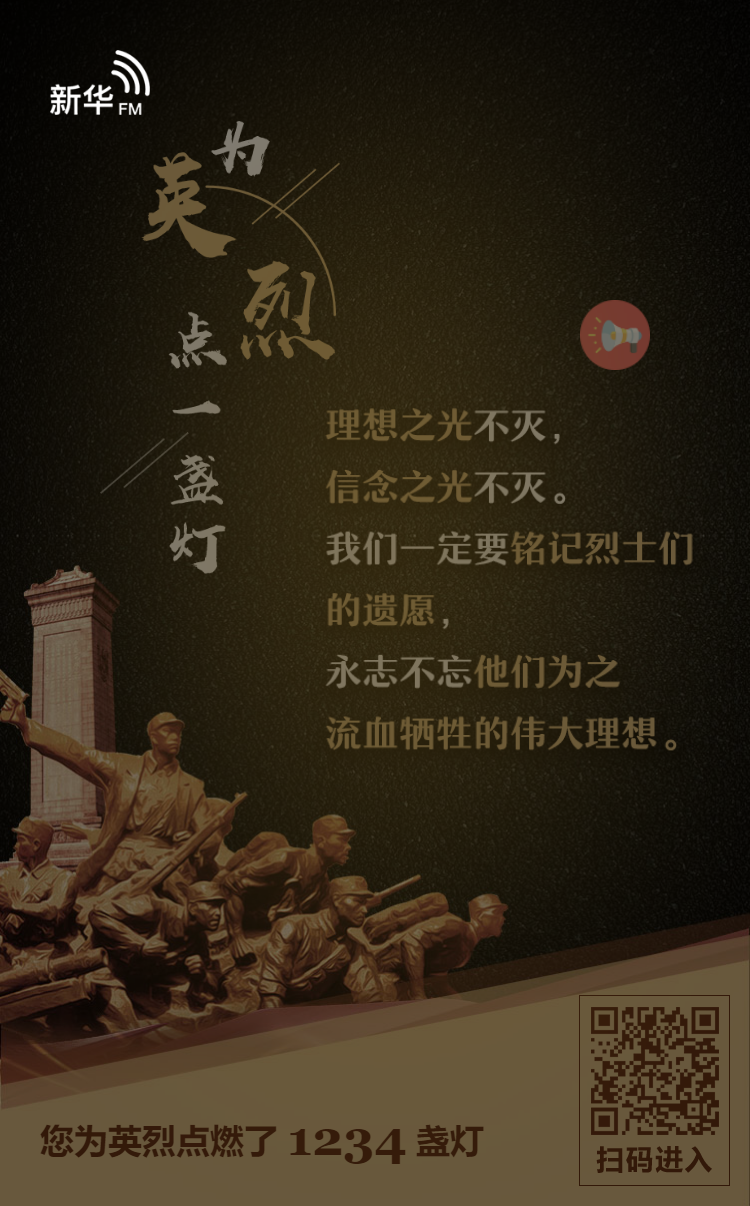 新华FM
为英烈点一盏灯
理想之光不灭，
信念之光不灭。
我们一定要铭记烈士们
的遗愿，
永志不忘他们为之
流血牺牲的伟大理想。
您为英烈点燃了 1234 盏灯
扫码进入